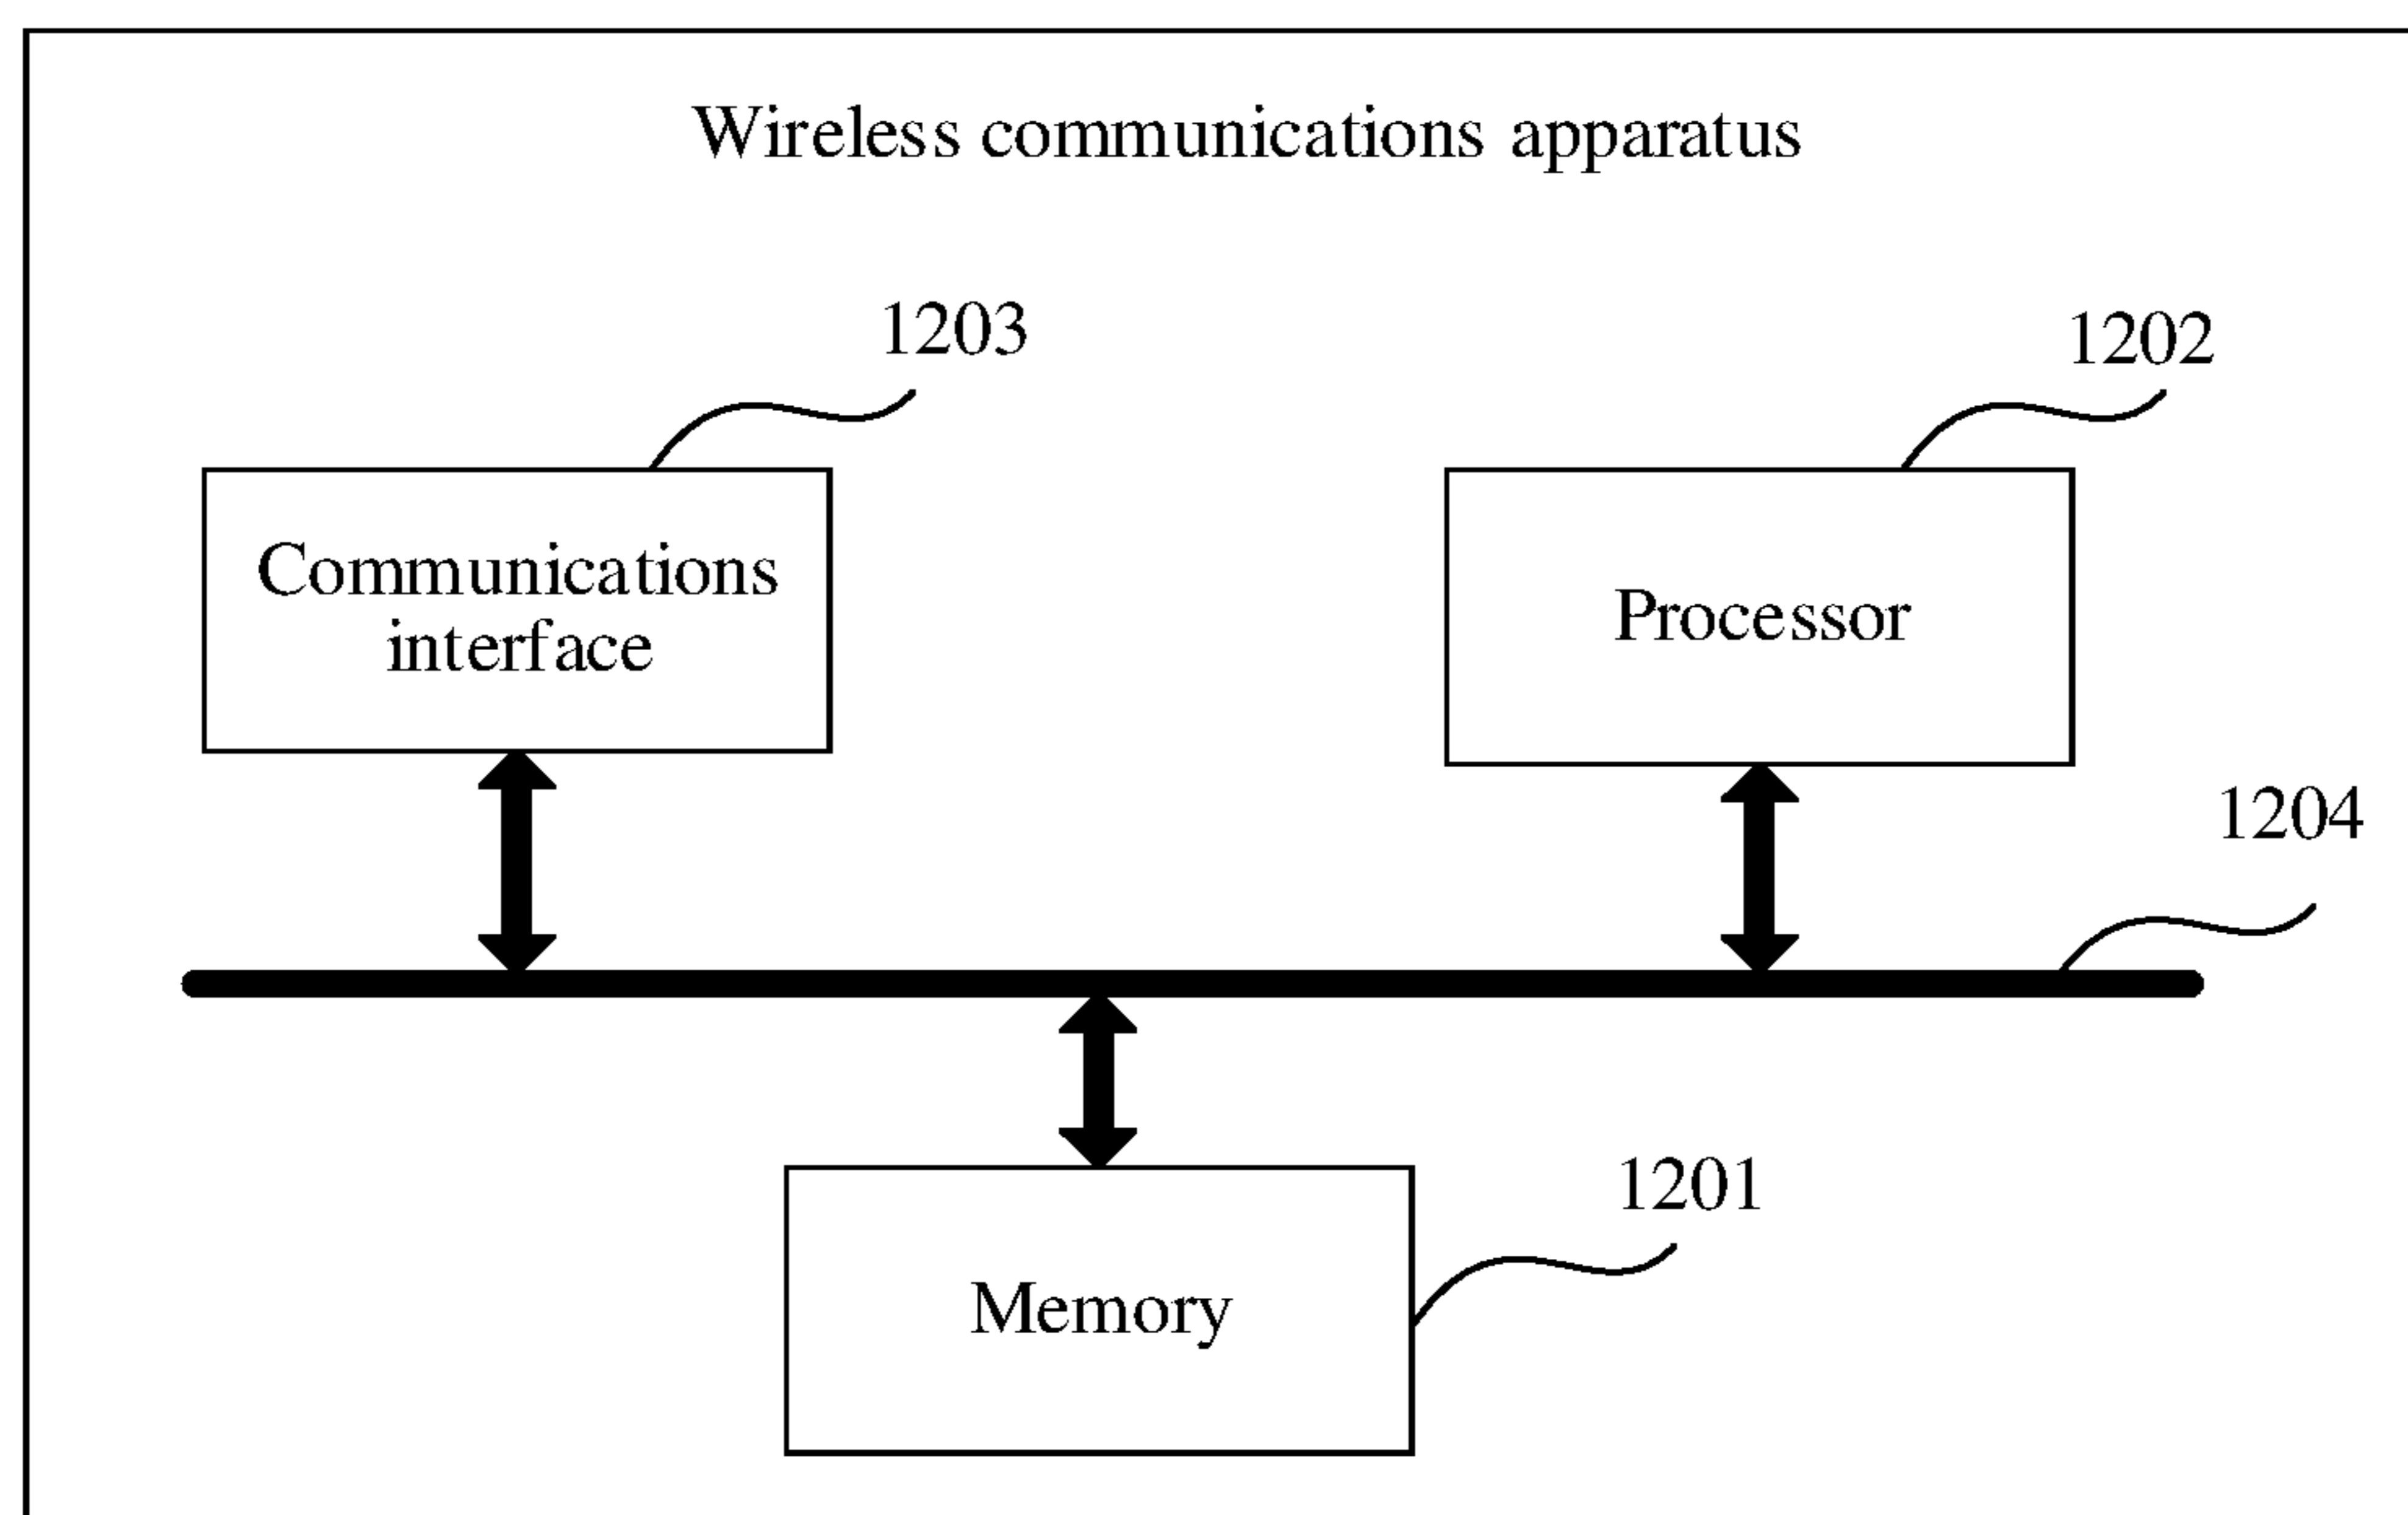 Wireless communications apparatus
1203
1202
Communications
interface
Processor
1204
1201
Memory